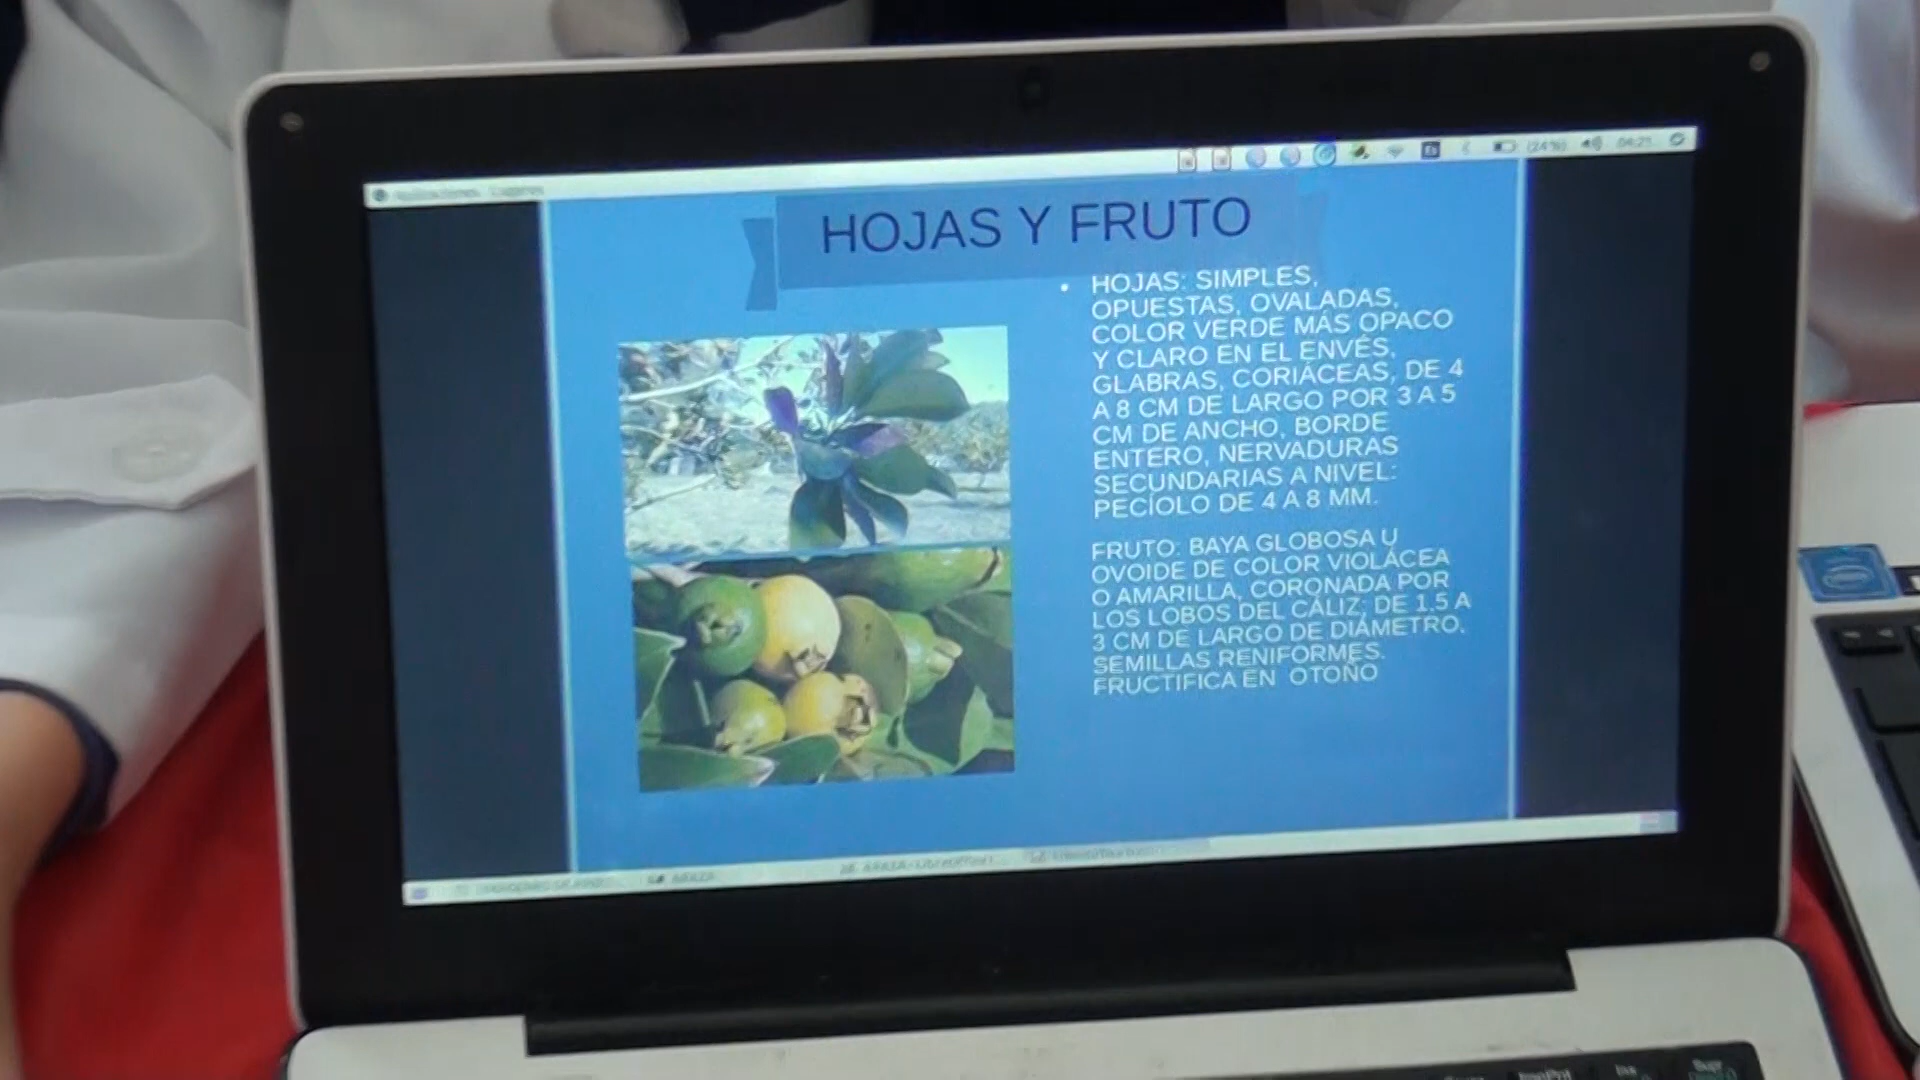 (24%)
Es
HOJAS Y FRUTO
• HOJAS: SIMPLES,
OPUESTAS, OVALADAS,
COLOR VERDE MÁS OPACO
Y CLARO EN EL ENVÉS,
GLABRAS, CORIÁCEAS, DE 4
A 8 CM DE LARGO POR 3 A 5
CM DE ANCHO, BORDE
ENTERO, NERVADURAS
SECUNDARIAS A NIVEL:
PECÍOLO DE 4 A 8 MM.
FRUTO: BAYA GLOBOSA U
OVOIDE DE COLOR VIOLÁCEA
O AMARILLA, CORONADA POR
LOS LOBOS DEL CÁLIZ; DE 1.5 A
3 CM DE LARGO DE DIÁMETRO,
SEMILLAS RENIFORMES.
FRUCTIFICA EN OTOÑO